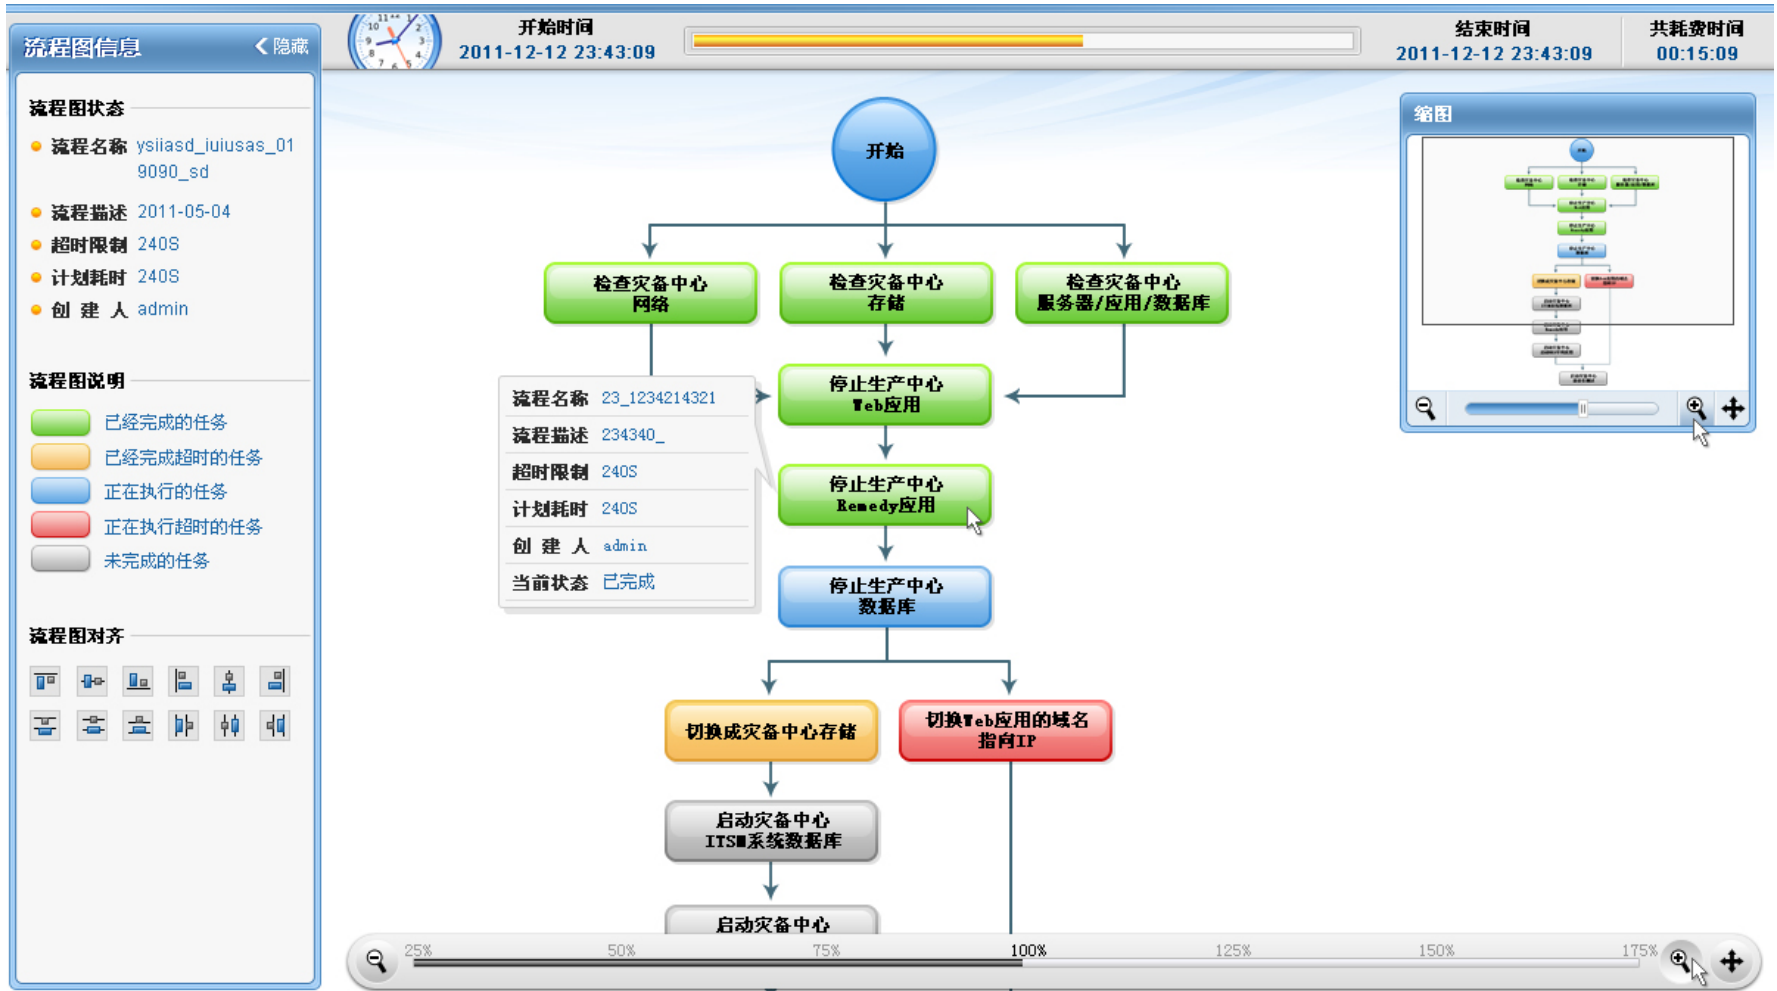 流程图信息
隐藏
开始时间
2011-12-12 23:43:09
结束时间
2011-12-12 23:43:09
共耗费时间
00:15:09
流程图状态
流程名称 ysiiasd_iuiusas_01
9090_sd
流程描述 2011-05-04
超时限制 240S
计划耗时 240S
创 建 人 admin
流程图说明
已经完成的任务
已经完成超时的任务
正在执行的任务
正在执行超时的任务
未完成的任务
流程图对齐
开始
检查灾备中心
网络
检查灾备中心
存储
检查灾备中心
服务器/应用/数据库
停止生产中心
Web应用
流程名称 23_1234214321
流程描述 234340_
超时限制 240S
计划耗时 240S
创 建 人 admin
当前状态 已完成
停止生产中心
Remedy应用
停止生产中心
数据库
切换成灾备中心存储
切换Web应用的域名
指向IP
启动灾备中心
ITSM系统数据库
启动灾备中心
缩图
25% 50% 75% 100% 125% 150% 175%